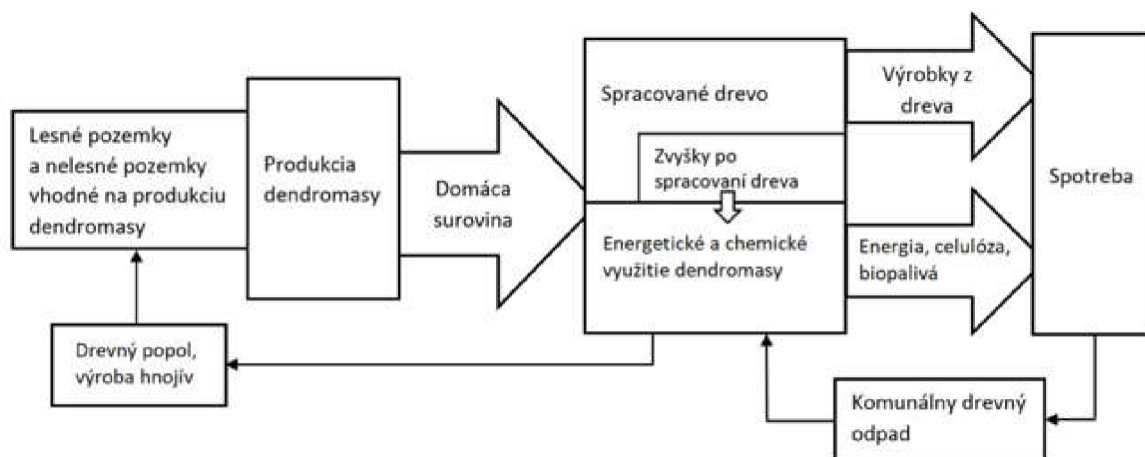 Lesné pozemky
a nelesné pozemky
vhodné na produkciu
dendromasy
Produkcia
dendromasy
Domáca
surovina
Spracované drevo
Zvyšky po
spracovaní dreva
Energetické a chemické
využitie dendromasy
Výrobky z
dreva
Energia, celulóza,
biopalivá
Spotreba
Drevný popol,
výroba hnojív
Komunálny drevný
odpad